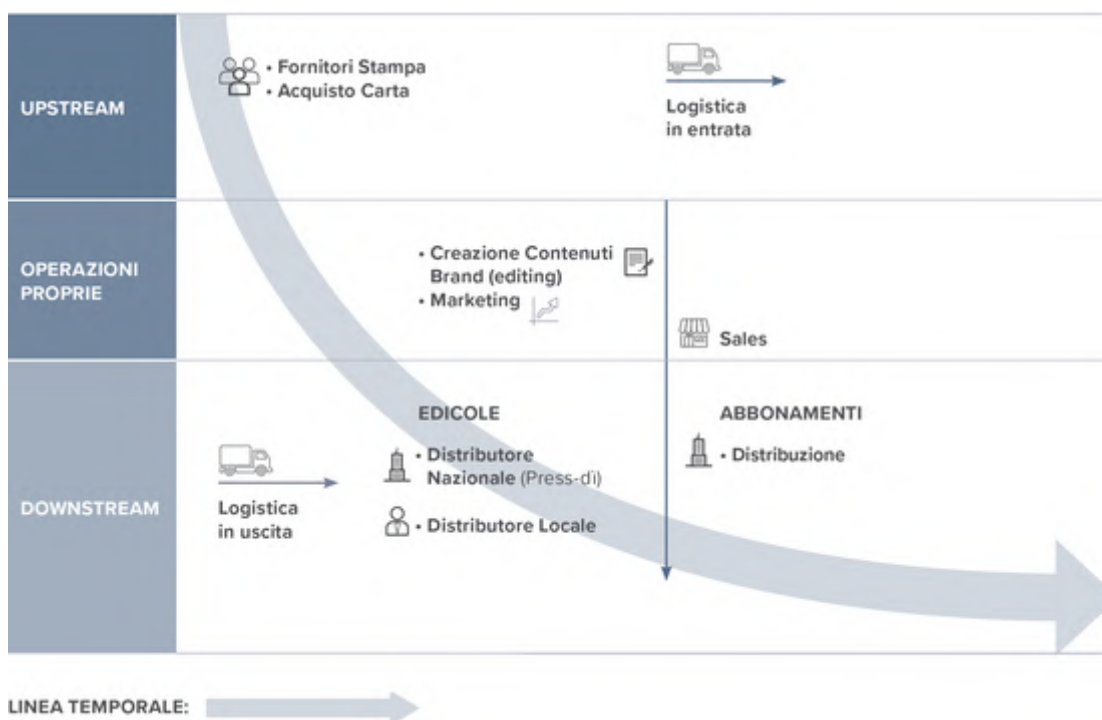 UPSTREAM
• Fornitori Stampa
• Acquisto Carta
Logistica
in entrata
OPERAZIONI
PROPRIE
• Creazione Contenuti
Brand (editing)
• Marketing
Sales
DOWNSTREAM
Logistica
in uscita
EDICOLE
• Distributore
Nazionale (Press-dì)
• Distributore Locale
ABBONAMENTI
• Distribuzione
LINEA TEMPORALE: